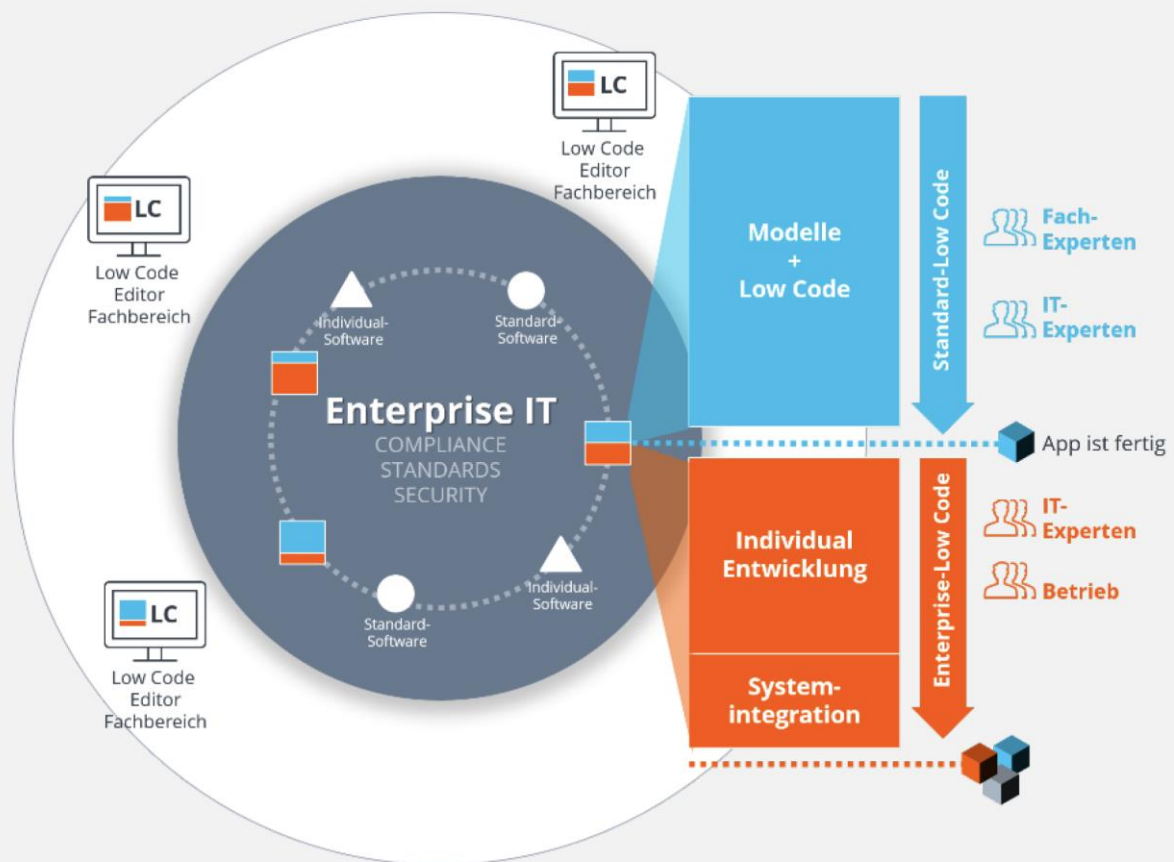 LC
Low Code
Editor
Fachbereich
LC
Low Code
Editor
Fachbereich
LC
Low Code
Editor
Fachbereich
Individual-
Software
Standard-
Software
Enterprise IT
COMPLIANCE
STANDARDS
SECURITY
Standard-
Software
Individual-
Software
Modelle
+
Low Code
Standard-Low Code
Fach-
Experten
IT-
Experten
App ist fertig
Individual
Entwicklung
System-
integration
Enterprise-Low Code
IT-
Experten
Betrieb